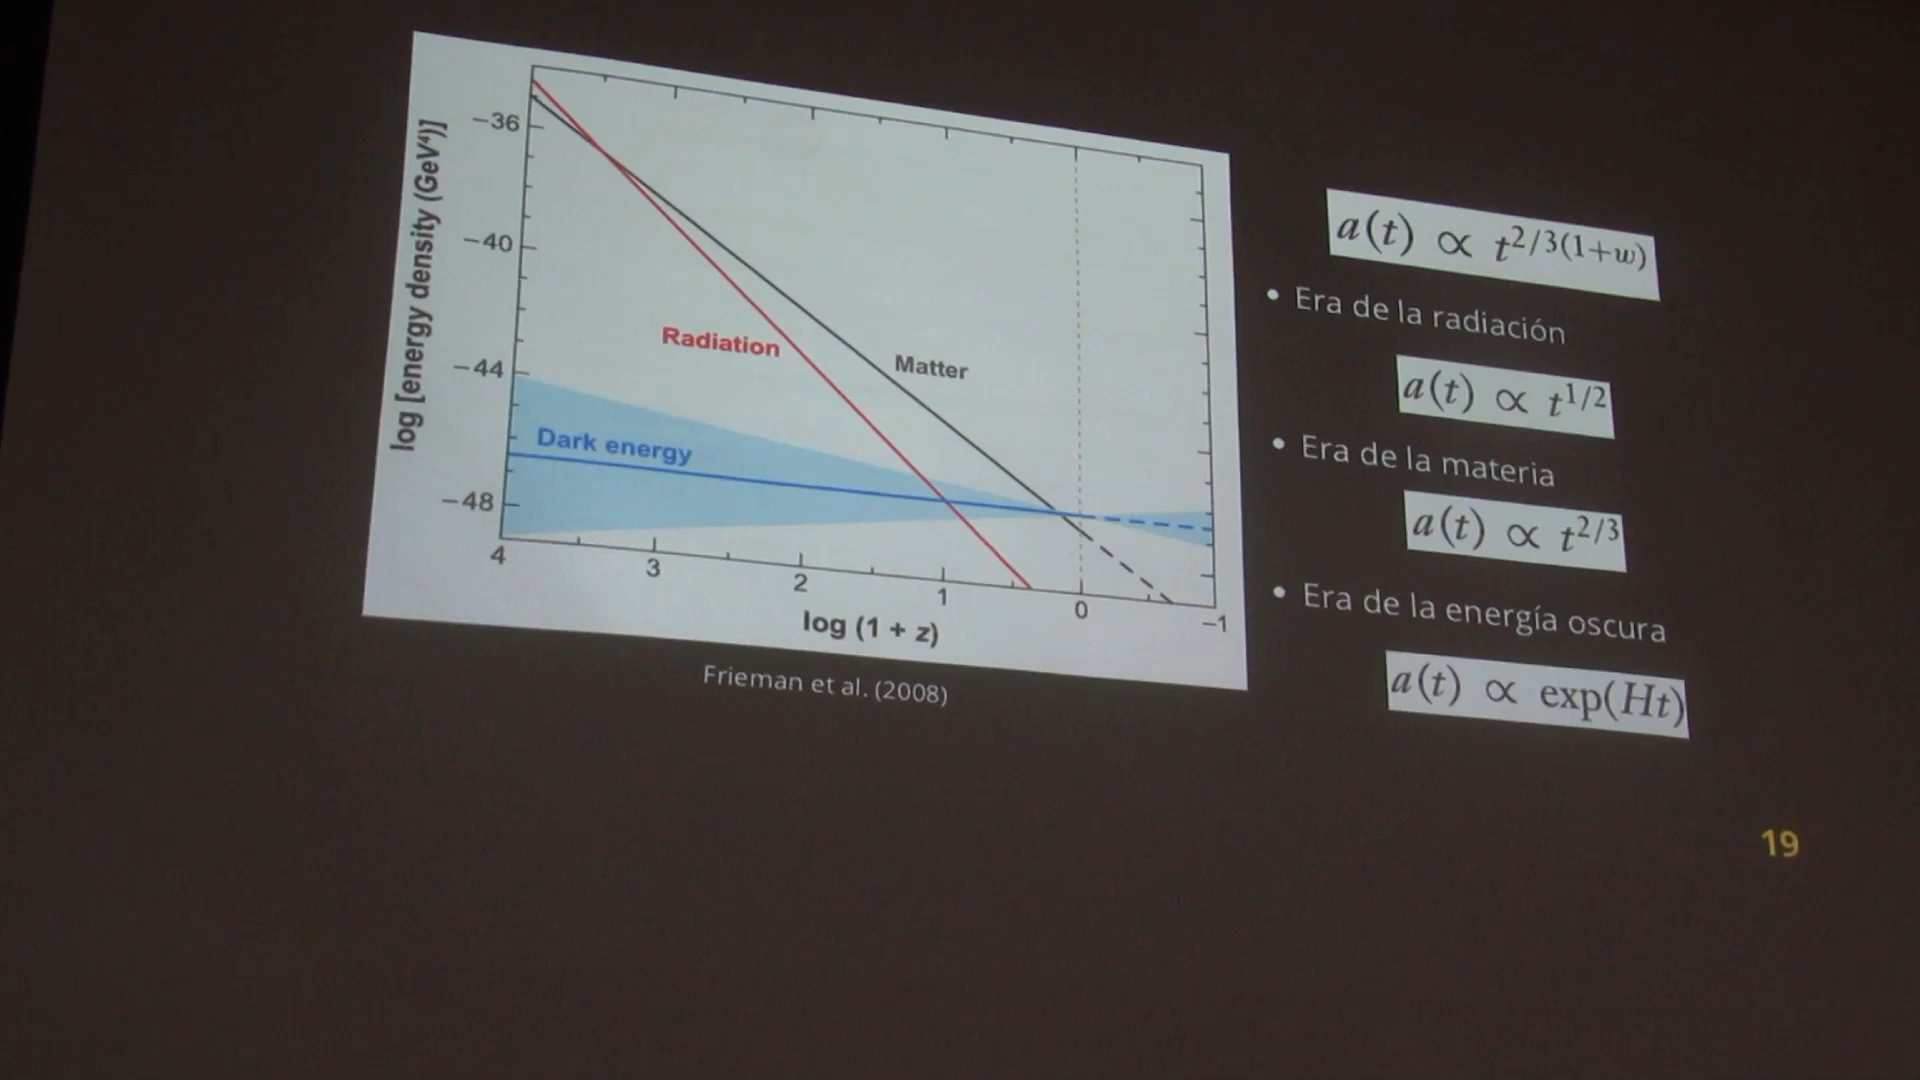 log [energy density (GeV⁴)]
−36
−40
−44
−48
Radiation
Matter
Dark energy
4 3 2 1 0 −1
log (1 + z)
Frieman et al. (2008)
a(t) ∝ t^{2/3(1+w)}
• Era de la radiación
a(t) ∝ t^{1/2}
• Era de la materia
a(t) ∝ t^{2/3}
• Era de la energía oscura
a(t) ∝ exp(Ht)
19